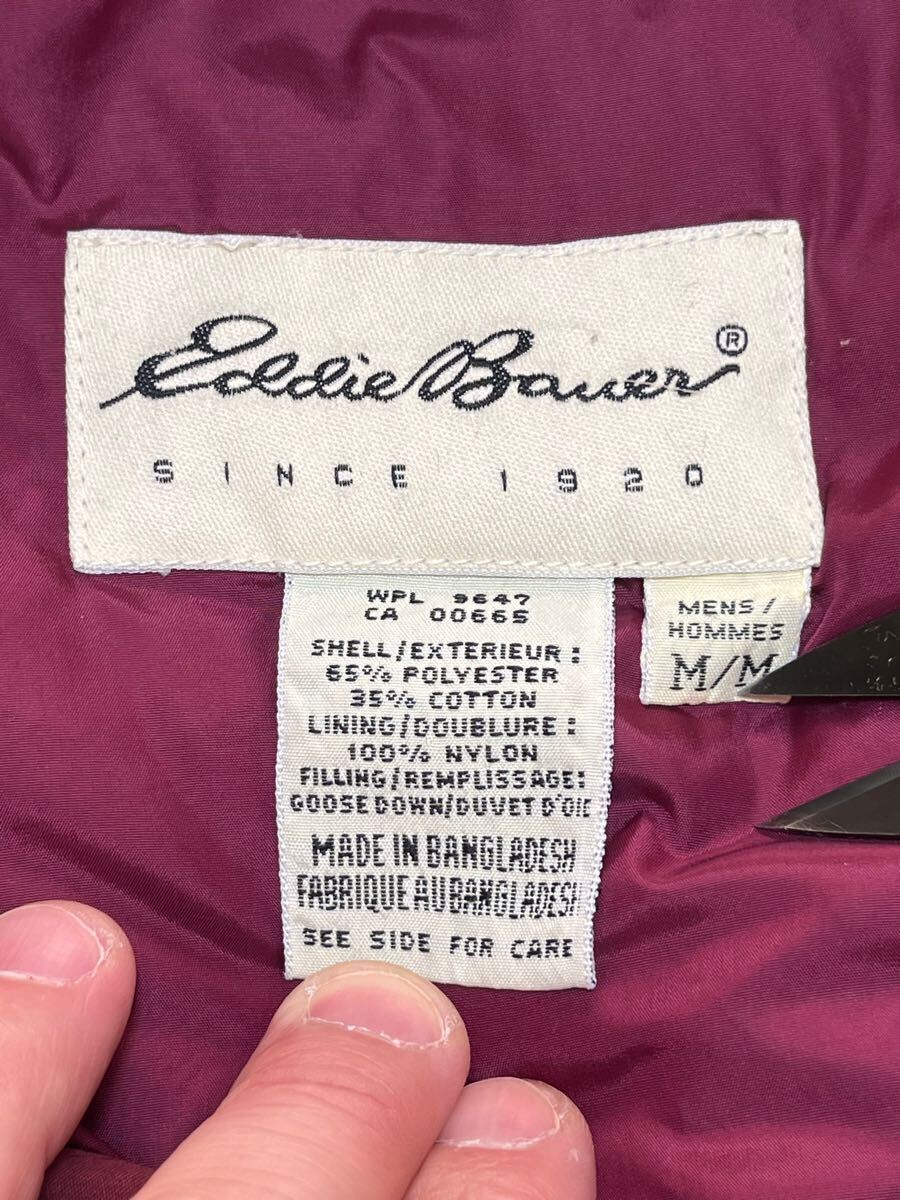 Eddie Bauer®
SINCE 1920
WPL 9647
CA 00665
SHELL/EXTERIEUR:
65% POLYESTER
35% COTTON
LINING/DOUBLURE:
100% NYLON
FILLING/REMPLISSAGE:
GOOSE DOWN/DUVET D'OIE
MADE IN BANGLADESH
FABRIQUE AU BANGLADESH
SEE SIDE FOR CARE
MENS/
HOMMES
M/M